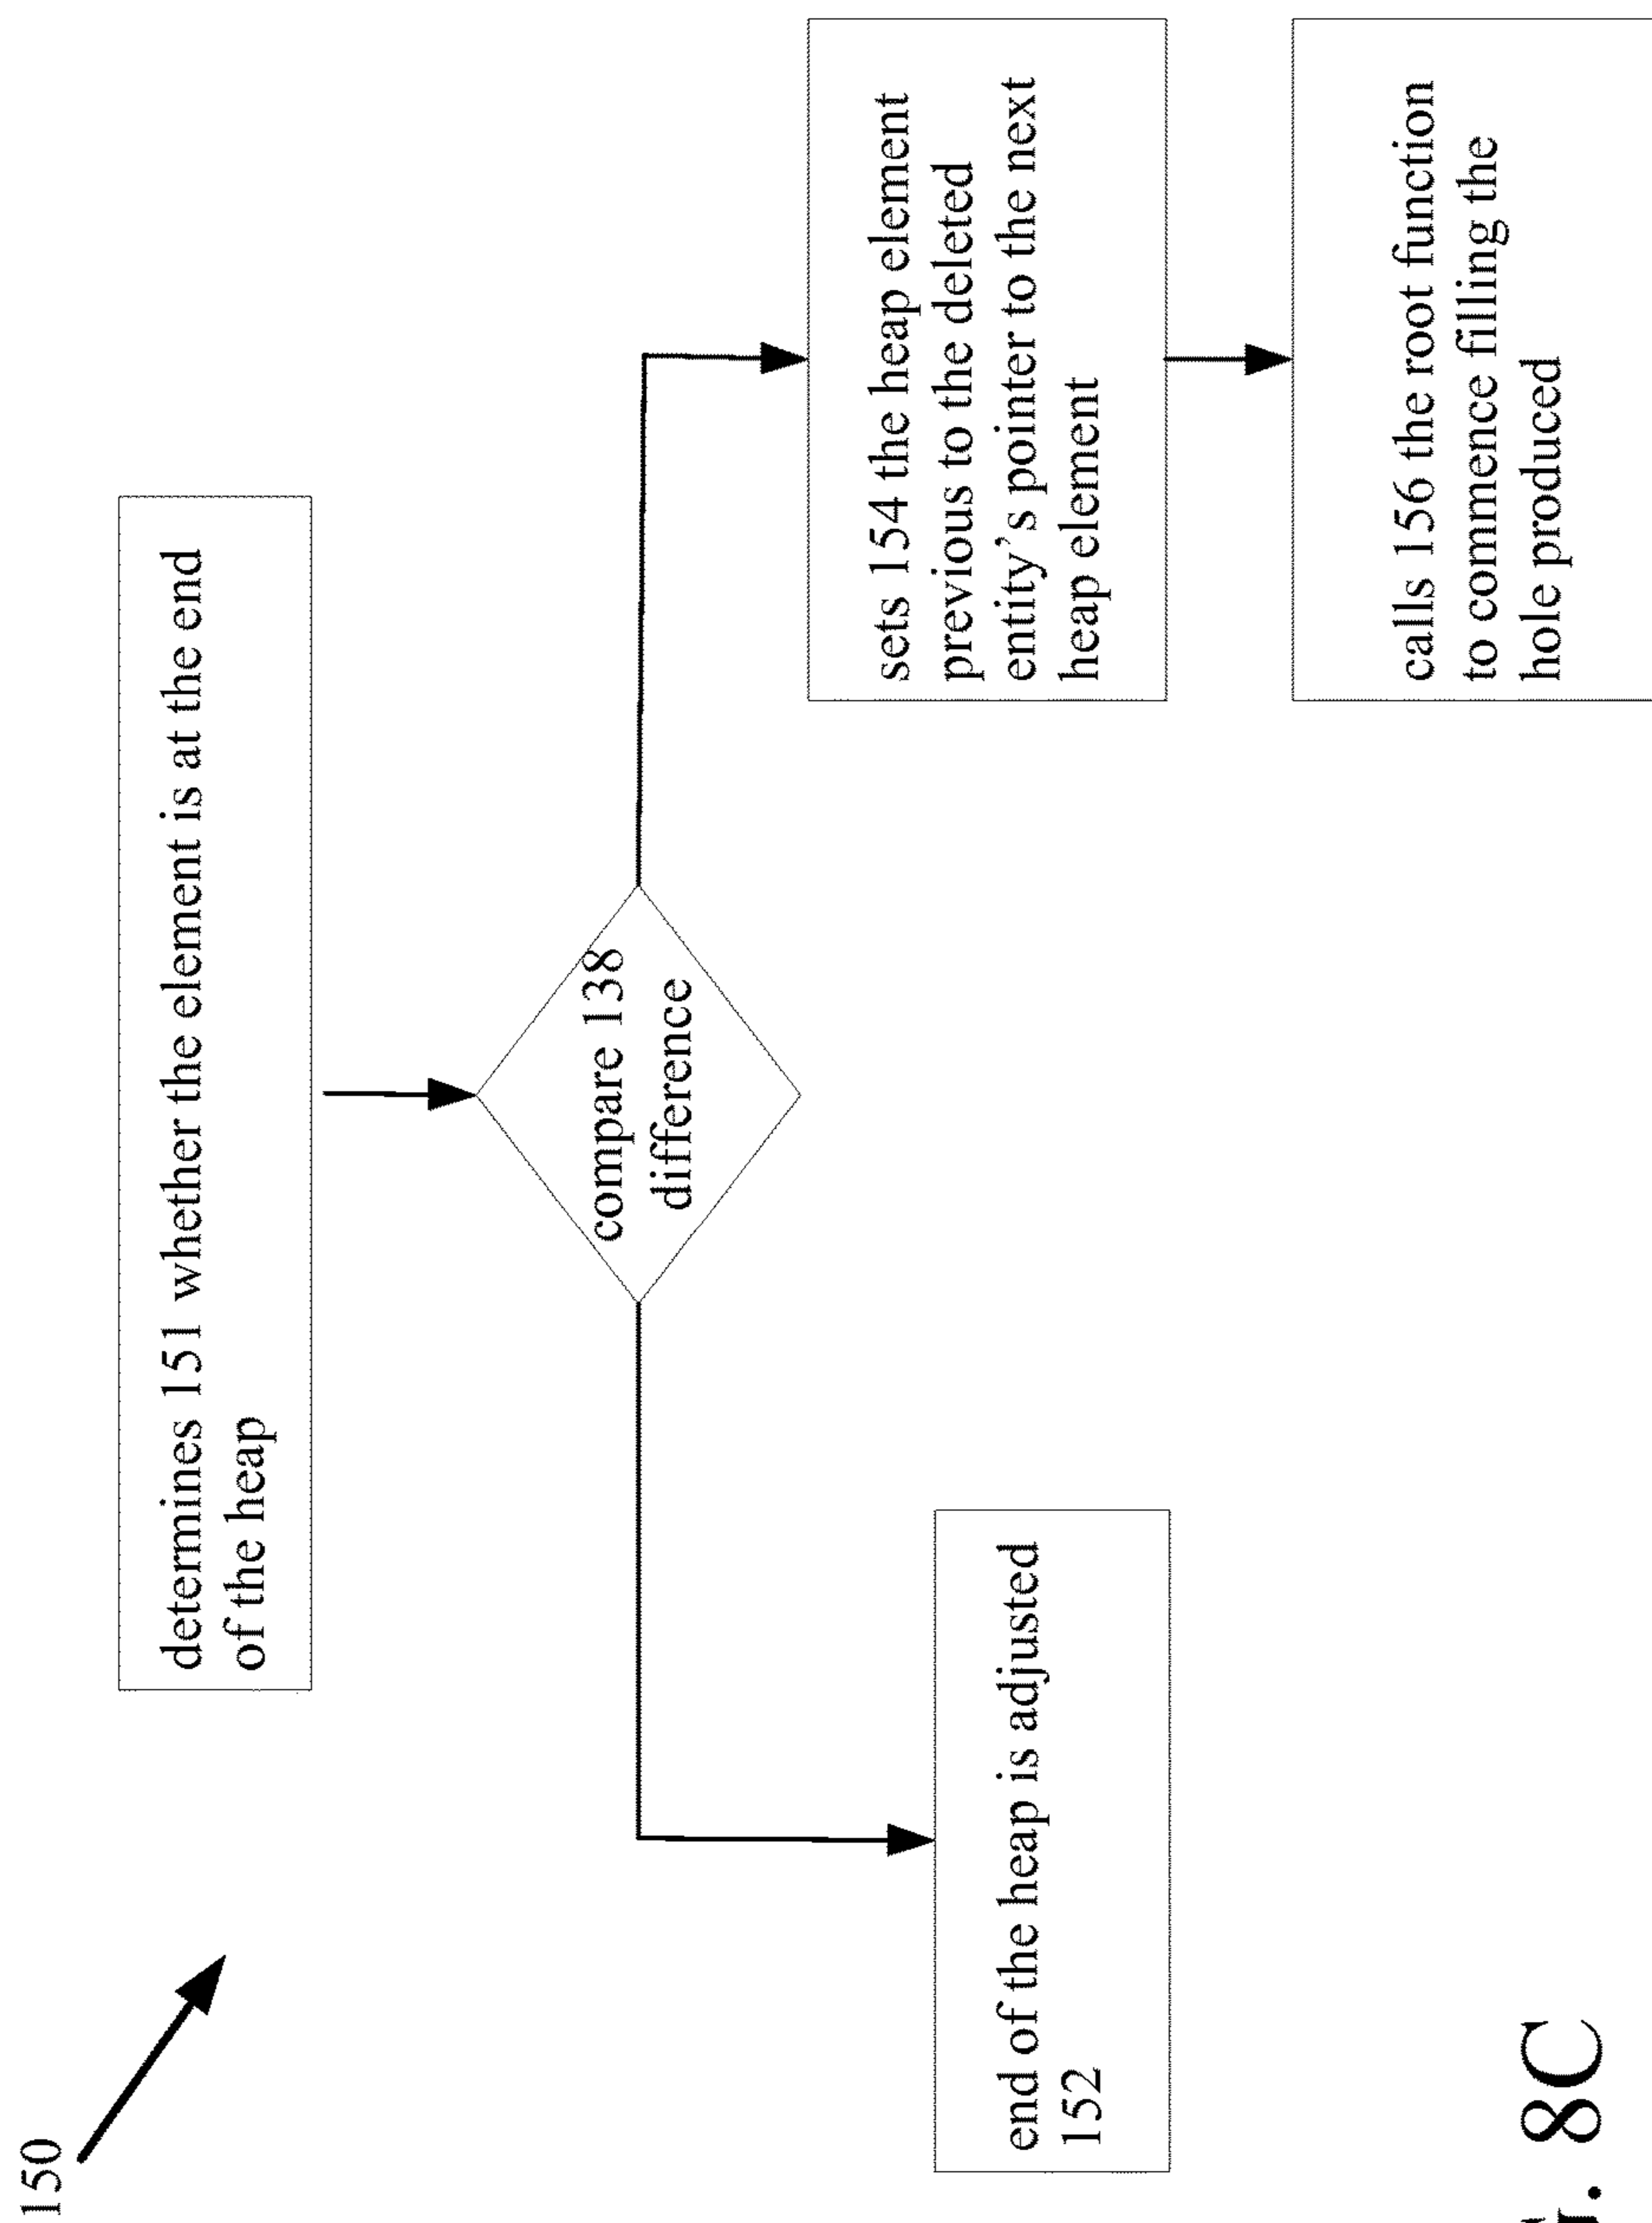 150
determines 151 whether the element is at the end
of the heap
compare 138
difference
end of the heap is adjusted
152
sets 154 the heap element
previous to the deleted
entity's pointer to the next
heap element
calls 156 the root function
to commence filling the
hole produced
8C